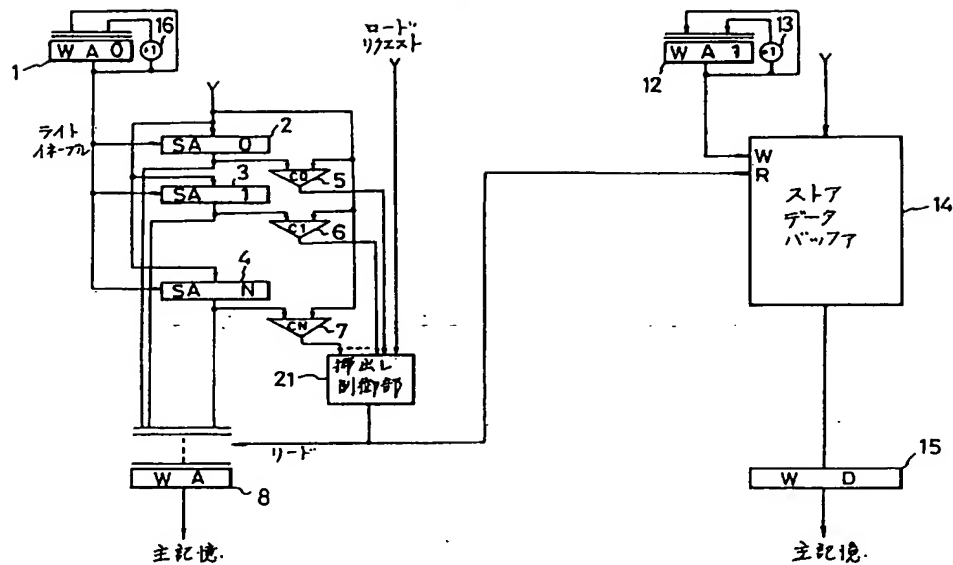 16
W A 0
1
ロード
リクエスト
W A 1
13
12
+1
+1
ライト
イネーブル
SA 0
2
C0
5
SA 1
3
C1
6
SA N
4
CN
7
W
R
ストア
データ
バッファ
14
21
押出し
制御部
リード
W A
8
W D
15
主記憶.
主記憶.